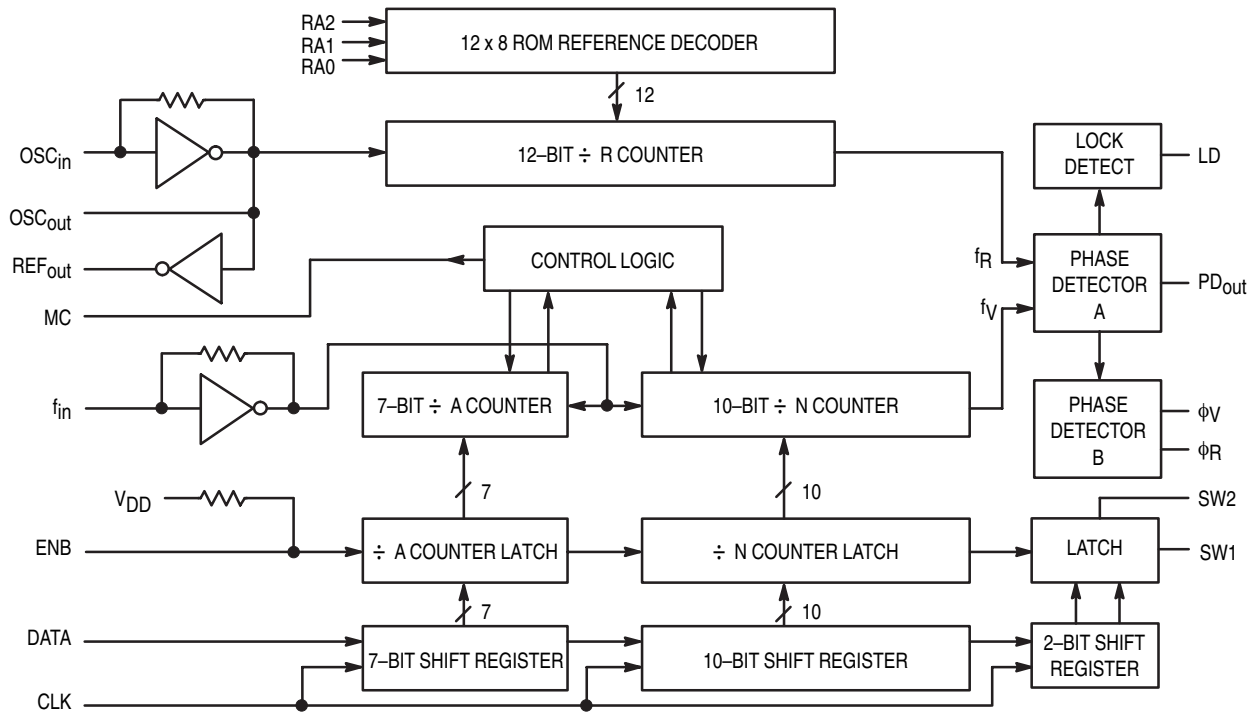 RA2
RA1
RA0
12 x 8 ROM REFERENCE DECODER
12
OSCin
12–BIT ÷ R COUNTER
LOCK
DETECT
LD
OSCout
REFout
CONTROL LOGIC
fR
PHASE
DETECTOR
A
PDout
MC
fV
fin
7–BIT ÷ A COUNTER
10–BIT ÷ N COUNTER
PHASE
DETECTOR
B
ϕV
ϕR
VDD
7
10
SW2
ENB
÷ A COUNTER LATCH
÷ N COUNTER LATCH
LATCH
SW1
7
10
DATA
7–BIT SHIFT REGISTER
10–BIT SHIFT REGISTER
2–BIT SHIFT
REGISTER
CLK